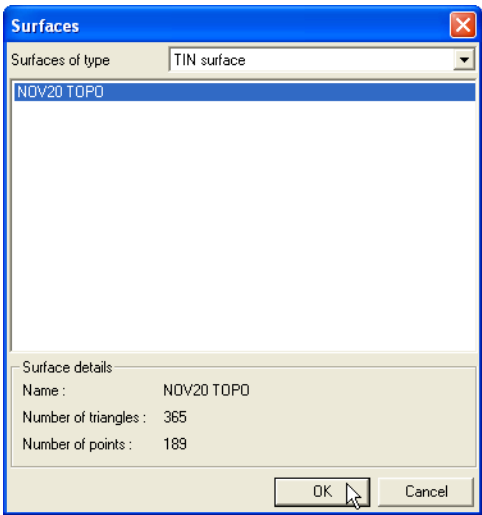 Surfaces
Surfaces of type TIN surface
NOV20 TOPO
Surface details
Name : NOV20 TOPO
Number of triangles : 365
Number of points : 189
OK Cancel